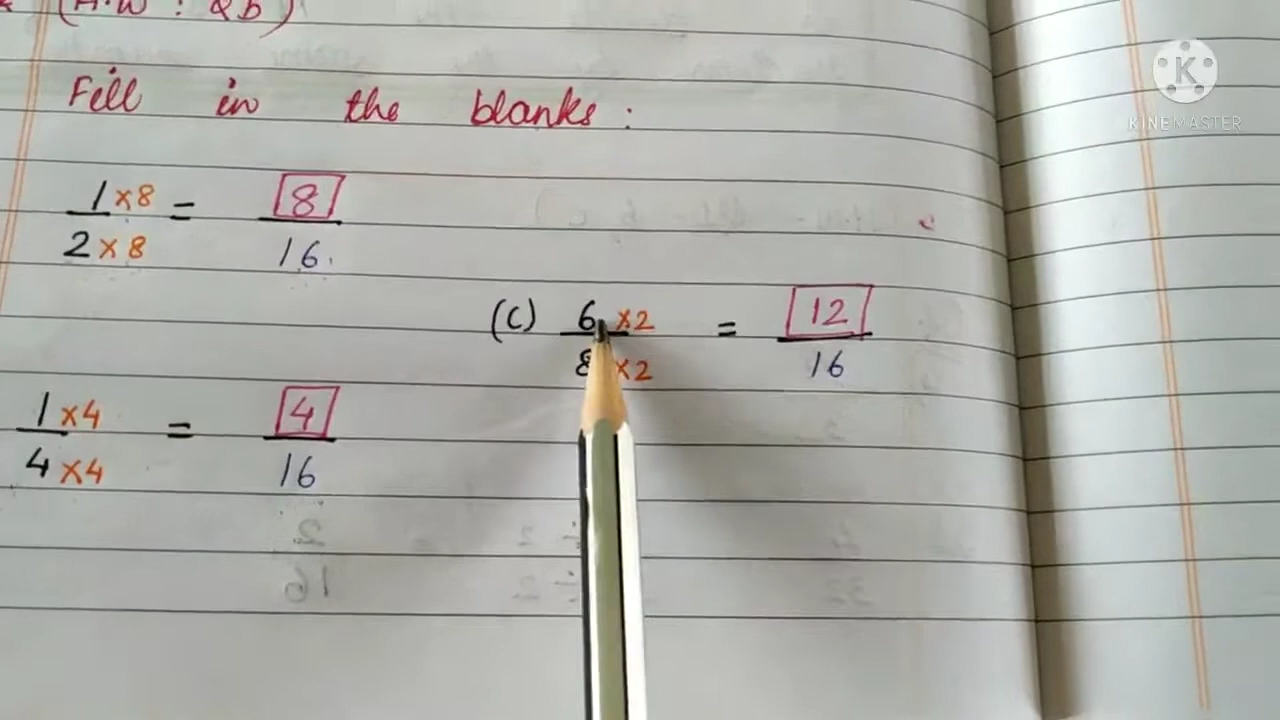 (H.W : QB)
Fill in the blanks :
1 ×8 = 8
2 ×8 16.
(C) 6 ×2 = 12
8 ×2 16
1 ×4 = 4
4 ×4 16
K
KINEMASTER